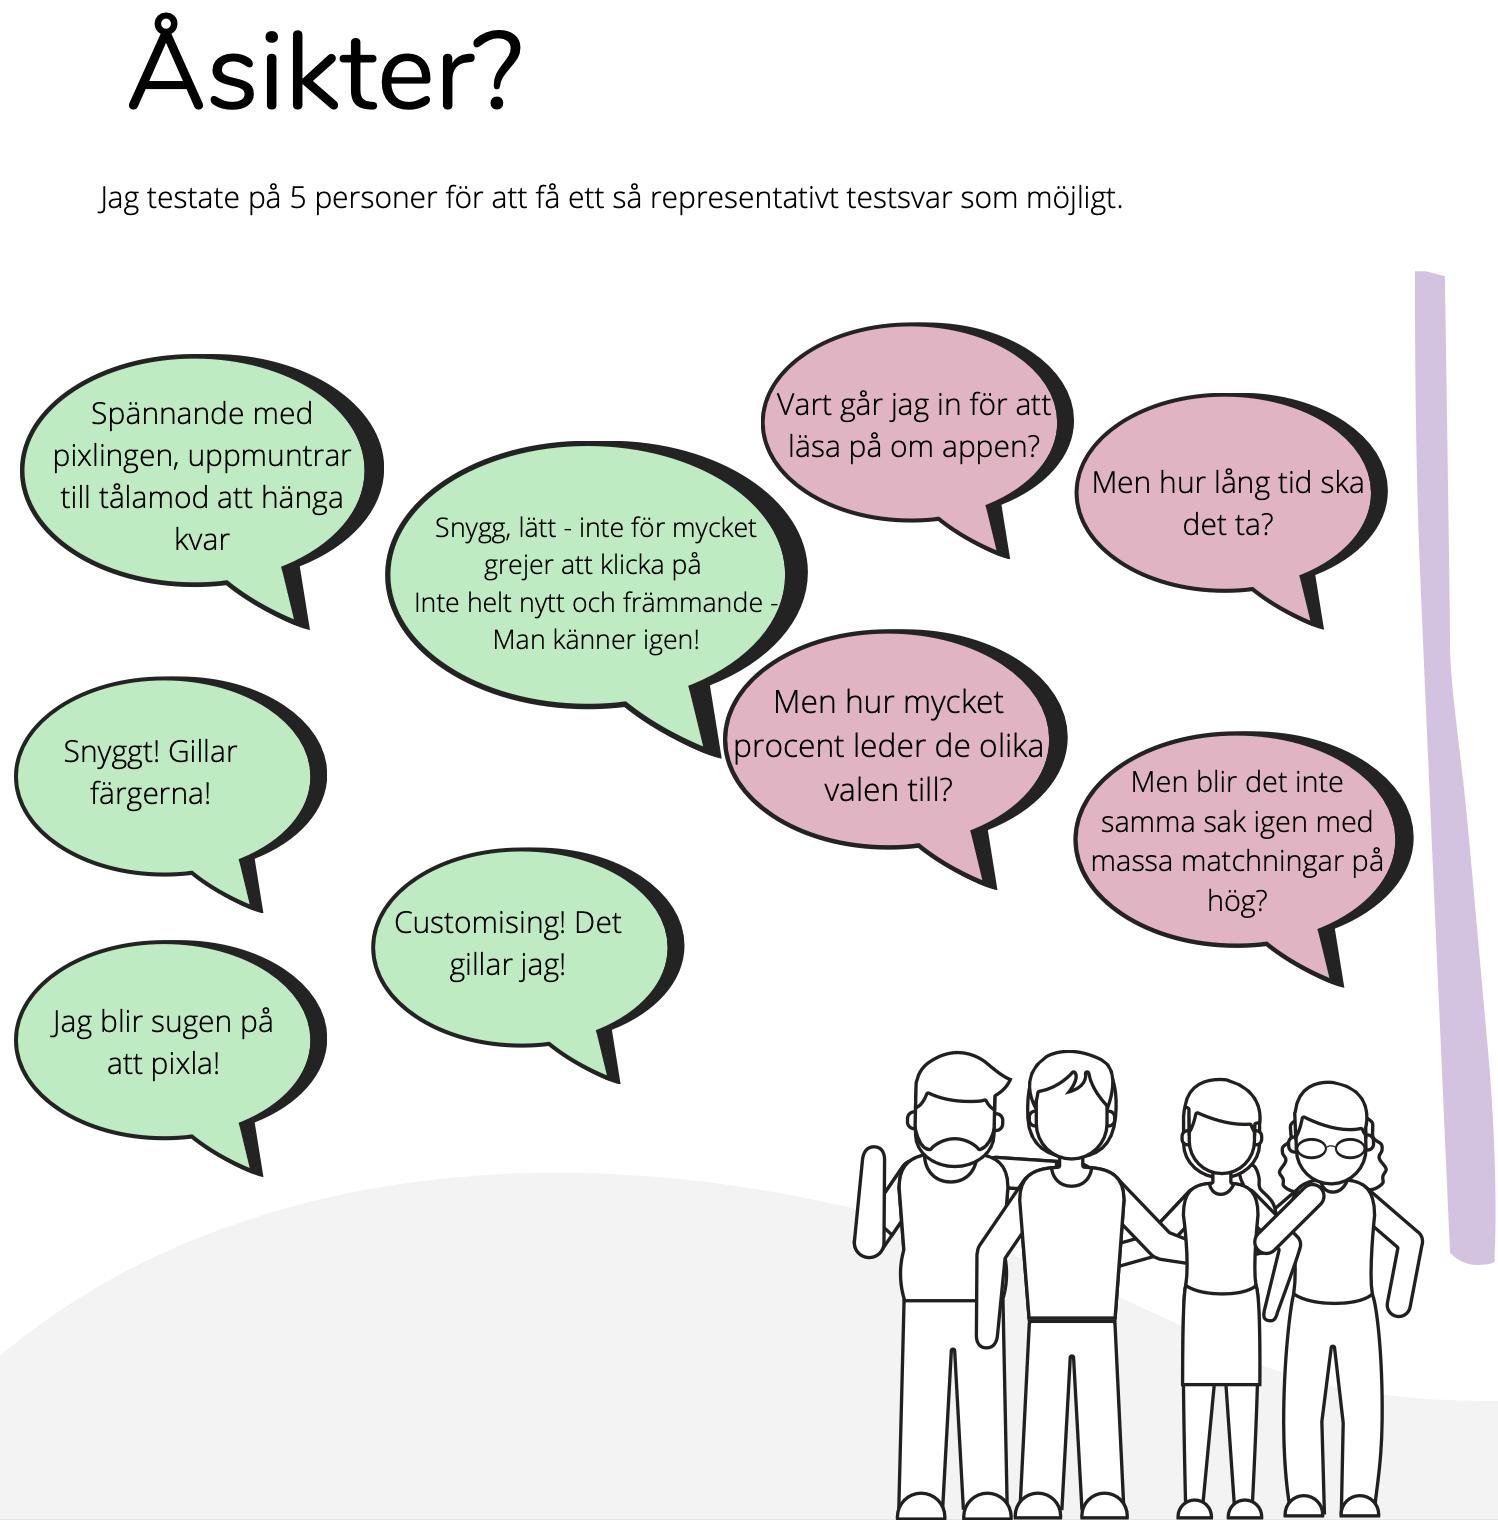 Åsikter?
Jag testate på 5 personer för att få ett så representativt testsvar som möjligt.
Spännande med
pixlingen, uppmuntrar
till tålamod att hänga
kvar
Snygg, lätt - inte för mycket
grejer att klicka på
Inte helt nytt och främmande -
Man känner igen!
Vart går jag in för att
läsa på om appen?
Men hur lång tid ska
det ta?
Snyggt! Gillar
färgerna!
Men hur mycket
procent leder de olika
valen till?
Men blir det inte
samma sak igen med
massa matchningar på
hög?
Customising! Det
gillar jag!
Jag blir sugen på
att pixla!